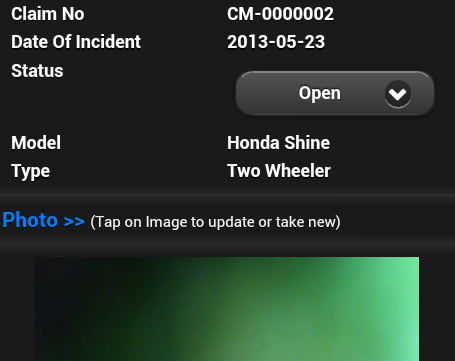 Claim No CM-0000002
Date Of Incident 2013-05-23
Status Open
Model Honda Shine
Type Two Wheeler
Photo >> (Tap on Image to update or take new)